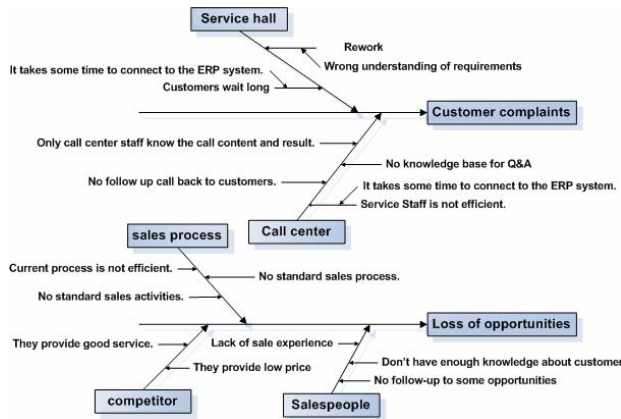 Service hall
Rework
Wrong understanding of requirements
It takes some time to connect to the ERP system.
Customers wait long
Customer complaints
Only call center staff know the call content and result.
No knowledge base for Q&A
No follow up call back to customers.
It takes some time to connect to the ERP system.
Service Staff is not efficient.
Call center
sales process
Current process is not efficient.
No standard sales process.
No standard sales activities.
Loss of opportunities
They provide good service.
Lack of sale experience
They provide low price
Don't have enough knowledge about customer
No follow-up to some opportunities
competitor
Salespeople